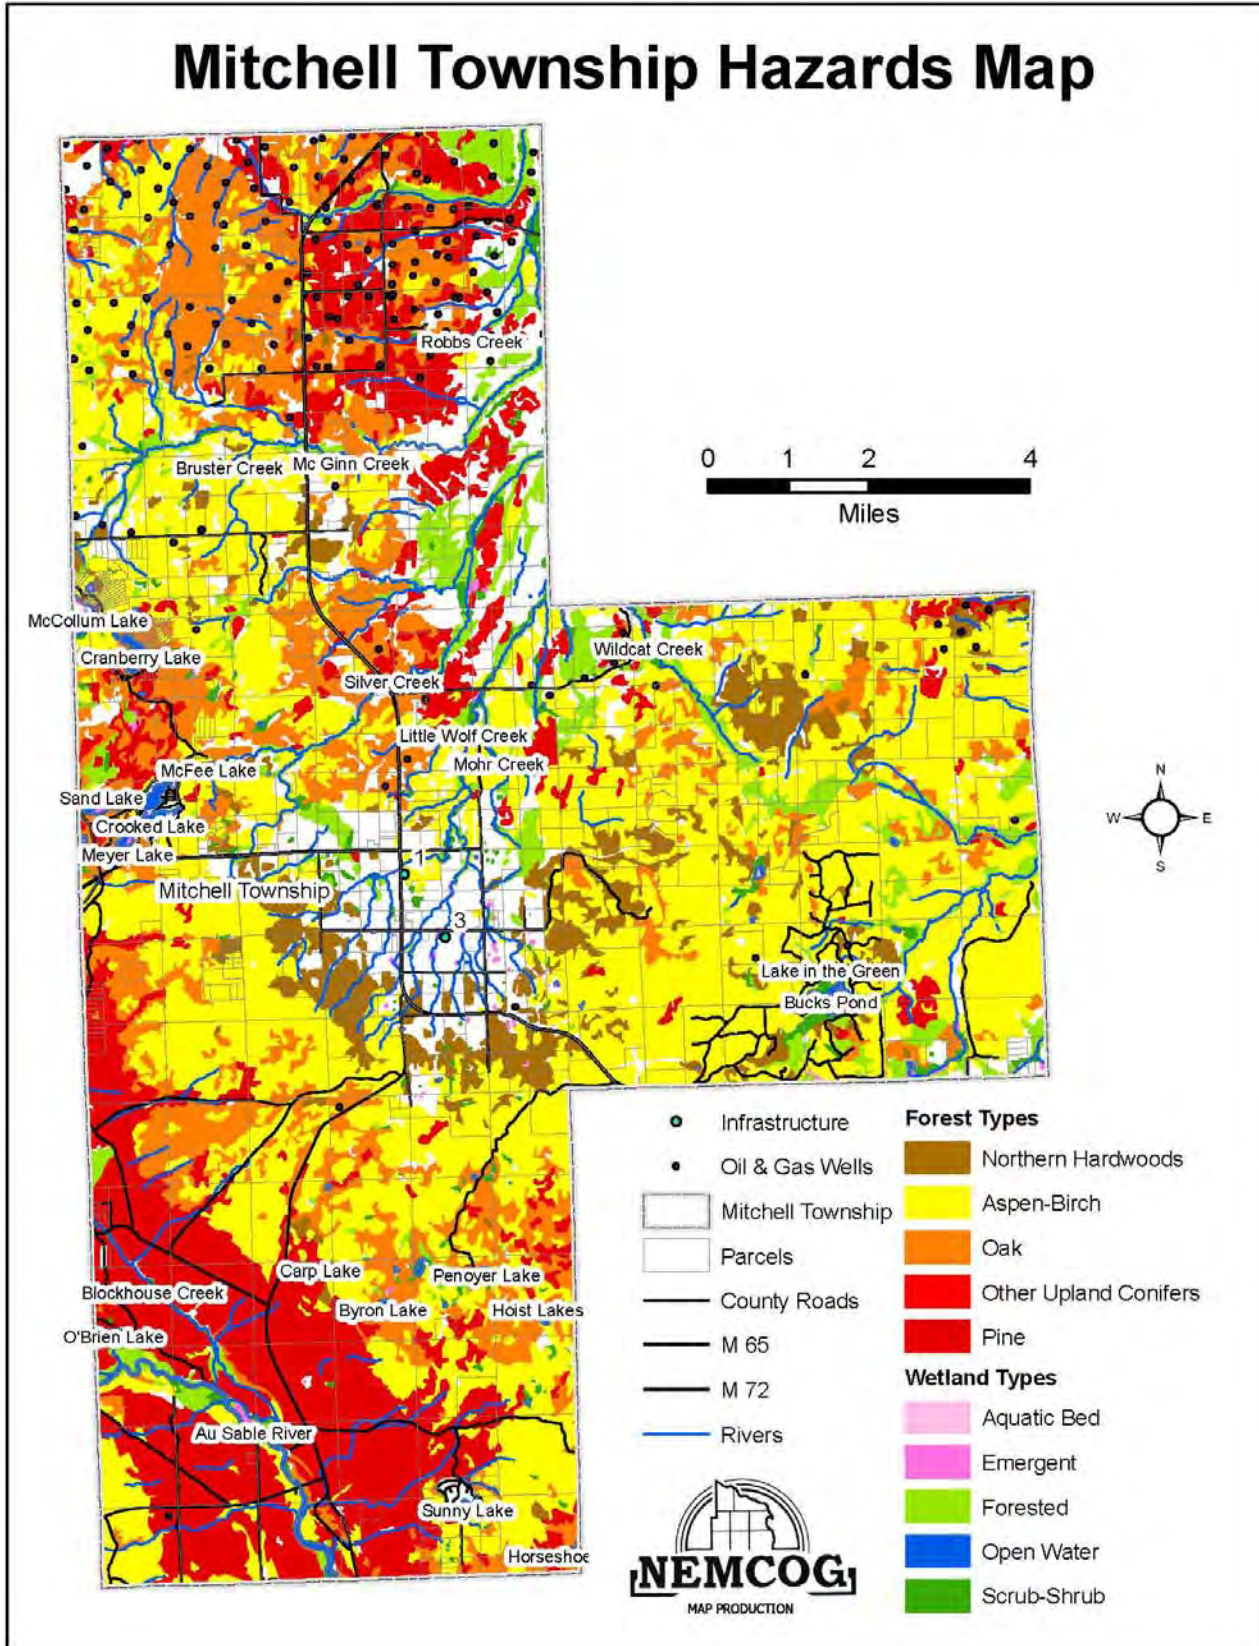 Mitchell Township Hazards Map
Robbs Creek
Bruster Creek
Mc Ginn Creek
0 1 2 4
Miles
McCollum Lake
Cranberry Lake
Wildcat Creek
Silver Creek
Little Wolf Creek
Mohr Creek
McFee Lake
Sand Lake
Crooked Lake
Meyer Lake
N
W E
S
1
Mitchell Township
3
Lake in the Green
Bucks Pond
Carp Lake
Penoyer Lake
Blockhouse Creek
Byron Lake
Hoist Lakes
O'Brien Lake
Au Sable River
Sunny Lake
Horseshoe
Infrastructure
Oil & Gas Wells
Mitchell Township
Parcels
County Roads
M 65
M 72
Rivers
Forest Types
Northern Hardwoods
Aspen-Birch
Oak
Other Upland Conifers
Pine
Wetland Types
Aquatic Bed
Emergent
Forested
Open Water
Scrub-Shrub
NEMCOG
MAP PRODUCTION